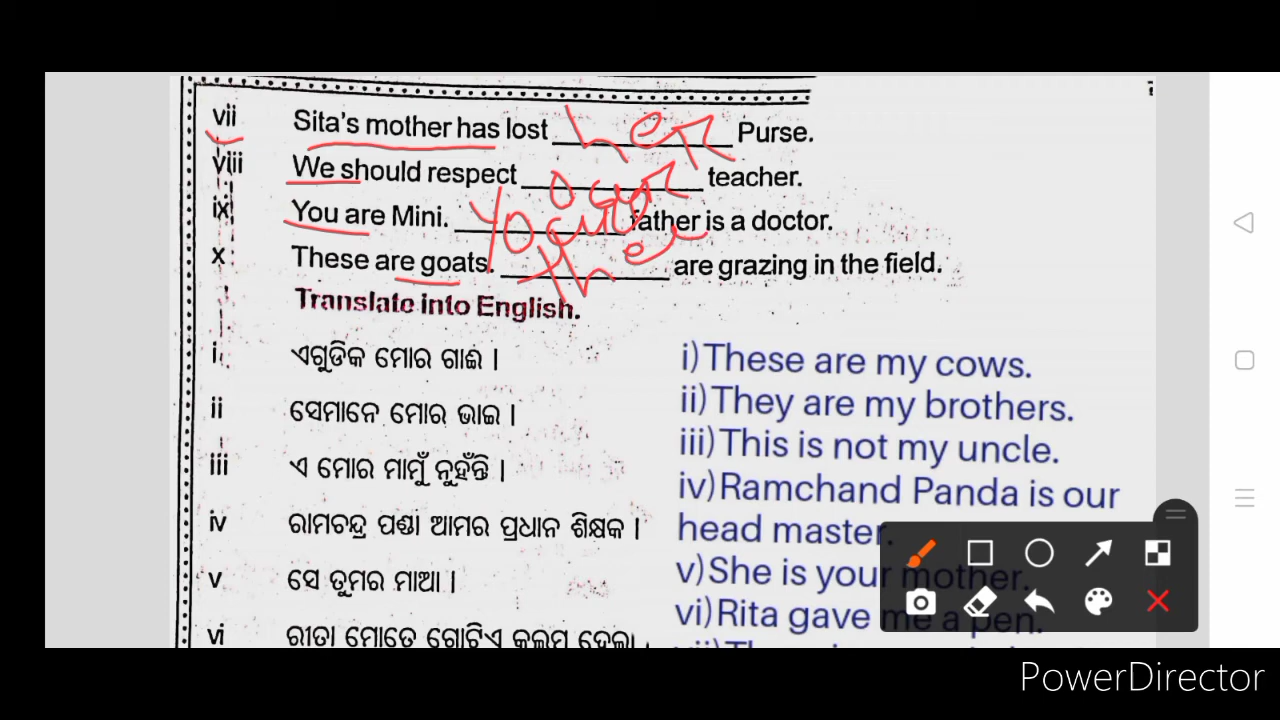 vii Sita's mother has lost her Purse.
viii We should respect our teacher.
ix You are Mini. Your father is a doctor.
x These are goats. they are grazing in the field.
Translate into English.
i ଏଗୁଡିକ ମୋର ଗାଈ ।
ii ସେମାନେ ମୋର ଭାଇ ।
iii ଏ ମୋର ମାମୁଁ ନୁହଁନ୍ତି ।
iv ରାମଚନ୍ଦ୍ର ପଣ୍ଡା ଆମର ପ୍ରଧାନ ଶିକ୍ଷକ ।
v ସେ ତୁମର ମାଆ ।
vi ରୀତା ମୋତେ ଗୋଟିଏ କଲମ ଦେଲା ।
i)These are my cows.
ii)They are my brothers.
iii)This is not my uncle.
iv)Ramchand Panda is our
head master.
v)She is your mother.
vi)Rita gave me a pen.
PowerDirector